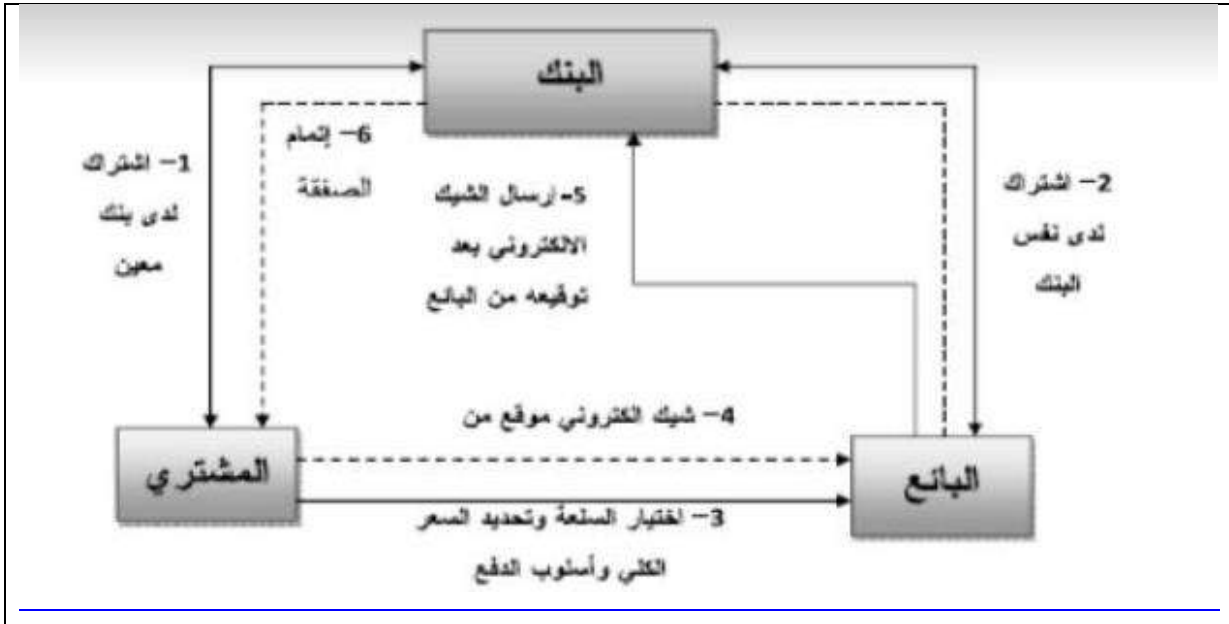 البنك
6– إتمام
الصفقة
1– اشتراك
لدى بنك
معين
5- ارسال الشيك
الالكتروني بعد
توقيعه من البائع
2– اشتراك
لدى نفس
البنك
4– شيك الكتروني موقع من
المشتري
البائع
3– اختيار السلعة وتحديد السعر
الكلي وأسلوب الدفع